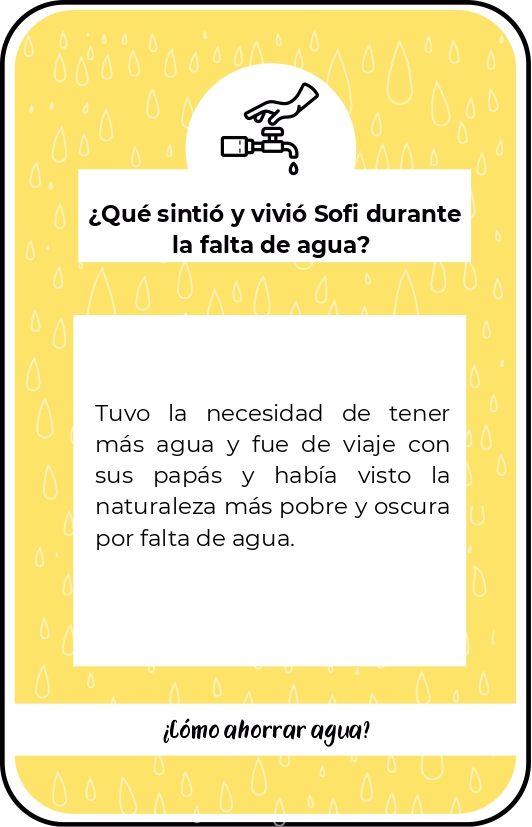 ¿Qué sintió y vivió Sofi durante
la falta de agua?
Tuvo la necesidad de tener
más agua y fue de viaje con
sus papás y había visto la
naturaleza más pobre y oscura
por falta de agua.
¿Cómo ahorrar agua?